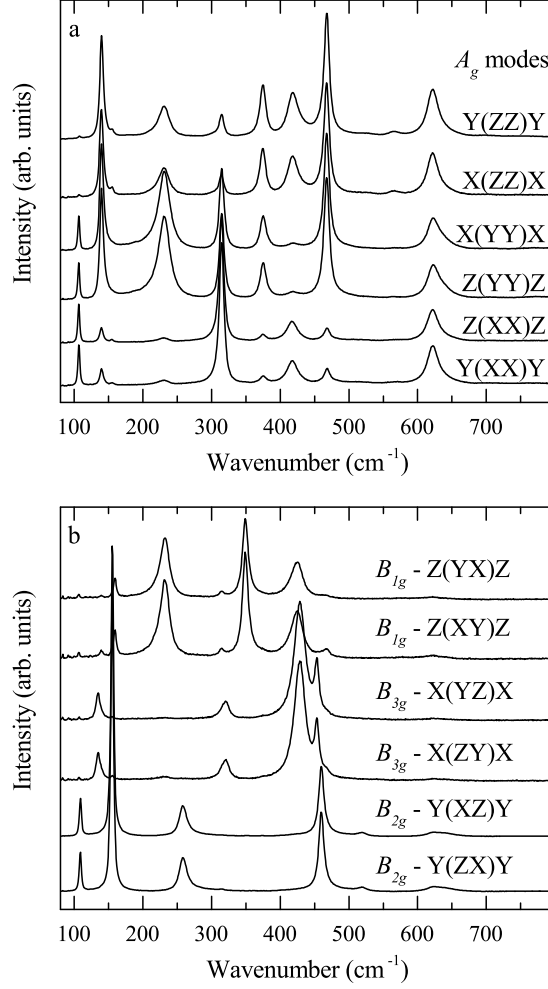 a
A_g modes
Y(ZZ)Y
X(ZZ)X
X(YY)X
Z(YY)Z
Z(XX)Z
Y(XX)Y
Intensity (arb. units)
100 200 300 400 500 600 700
Wavenumber (cm⁻¹)
b
B_1g - Z(YX)Z
B_1g - Z(XY)Z
B_3g - X(YZ)X
B_3g - X(ZY)X
B_2g - Y(XZ)Y
B_2g - Y(ZX)Y
Intensity (arb. units)
100 200 300 400 500 600 700
Wavenumber (cm⁻¹)